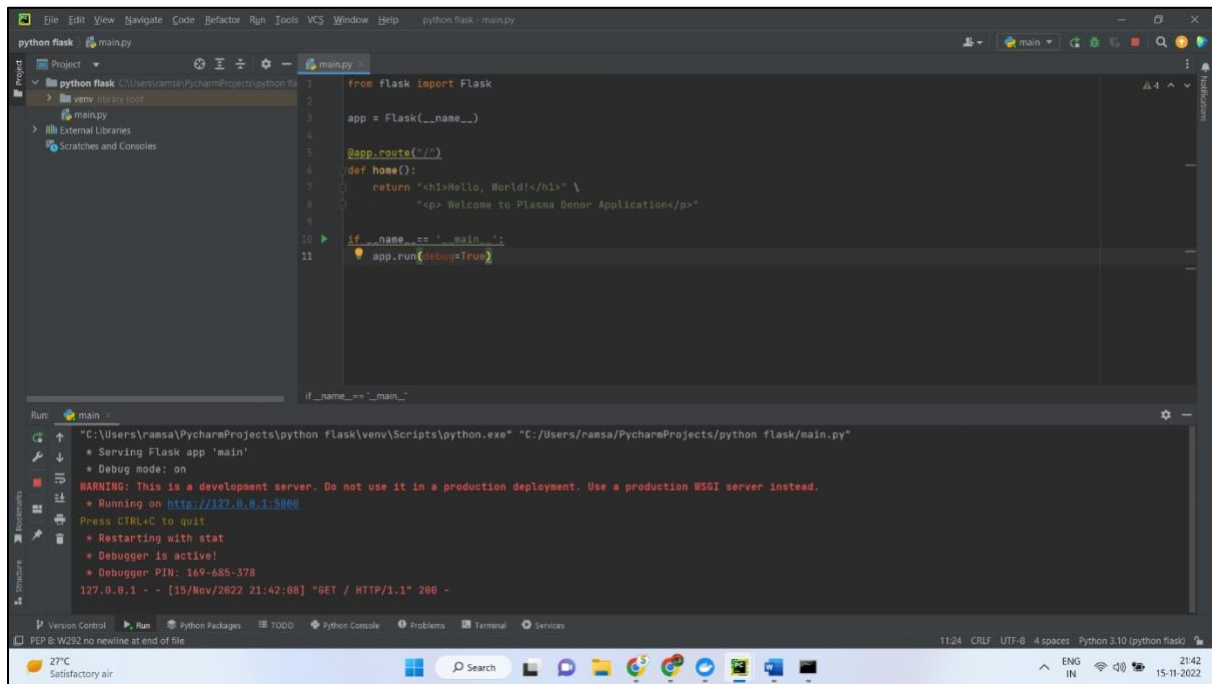 File Edit View Navigate Code Refactor Run Tools VCS Window Help python flask - main.py
python flask main.py main
Project main.py
python flask C:\Users\ramsa\PycharmProjects\python fla
venv library root
main.py
External Libraries
Scratches and Consoles
Project
Notifications
4
1 from flask import Flask
2
3 app = Flask(__name__)
4
5 @app.route("/")
6 def home():
7 return "<h1>Hello, World!</h1>" \
8 "<p> Welcome to Plasma Donor Application</p>"
9
10 if __name__== '__main__':
11 app.run(debug=True)
if __name__== '__main__'
Run: main
"C:\Users\ramsa\PycharmProjects\python flask\venv\Scripts\python.exe" "C:/Users/ramsa/PycharmProjects/python flask/main.py"
* Serving Flask app 'main'
* Debug mode: on
WARNING: This is a development server. Do not use it in a production deployment. Use a production WSGI server instead.
* Running on http://127.0.0.1:5000
Press CTRL+C to quit
* Restarting with stat
* Debugger is active!
* Debugger PIN: 169-685-378
127.0.0.1 - - [15/Nov/2022 21:42:08] "GET / HTTP/1.1" 200 -
Bookmarks
Structure
Version Control Run Python Packages TODO Python Console Problems Terminal Services
PEP 8: W292 no newline at end of file 11:24 CRLF UTF-8 4 spaces Python 3.10 (python flask)
27°C
Satisfactory air
Search
ENG
IN
21:42
15-11-2022